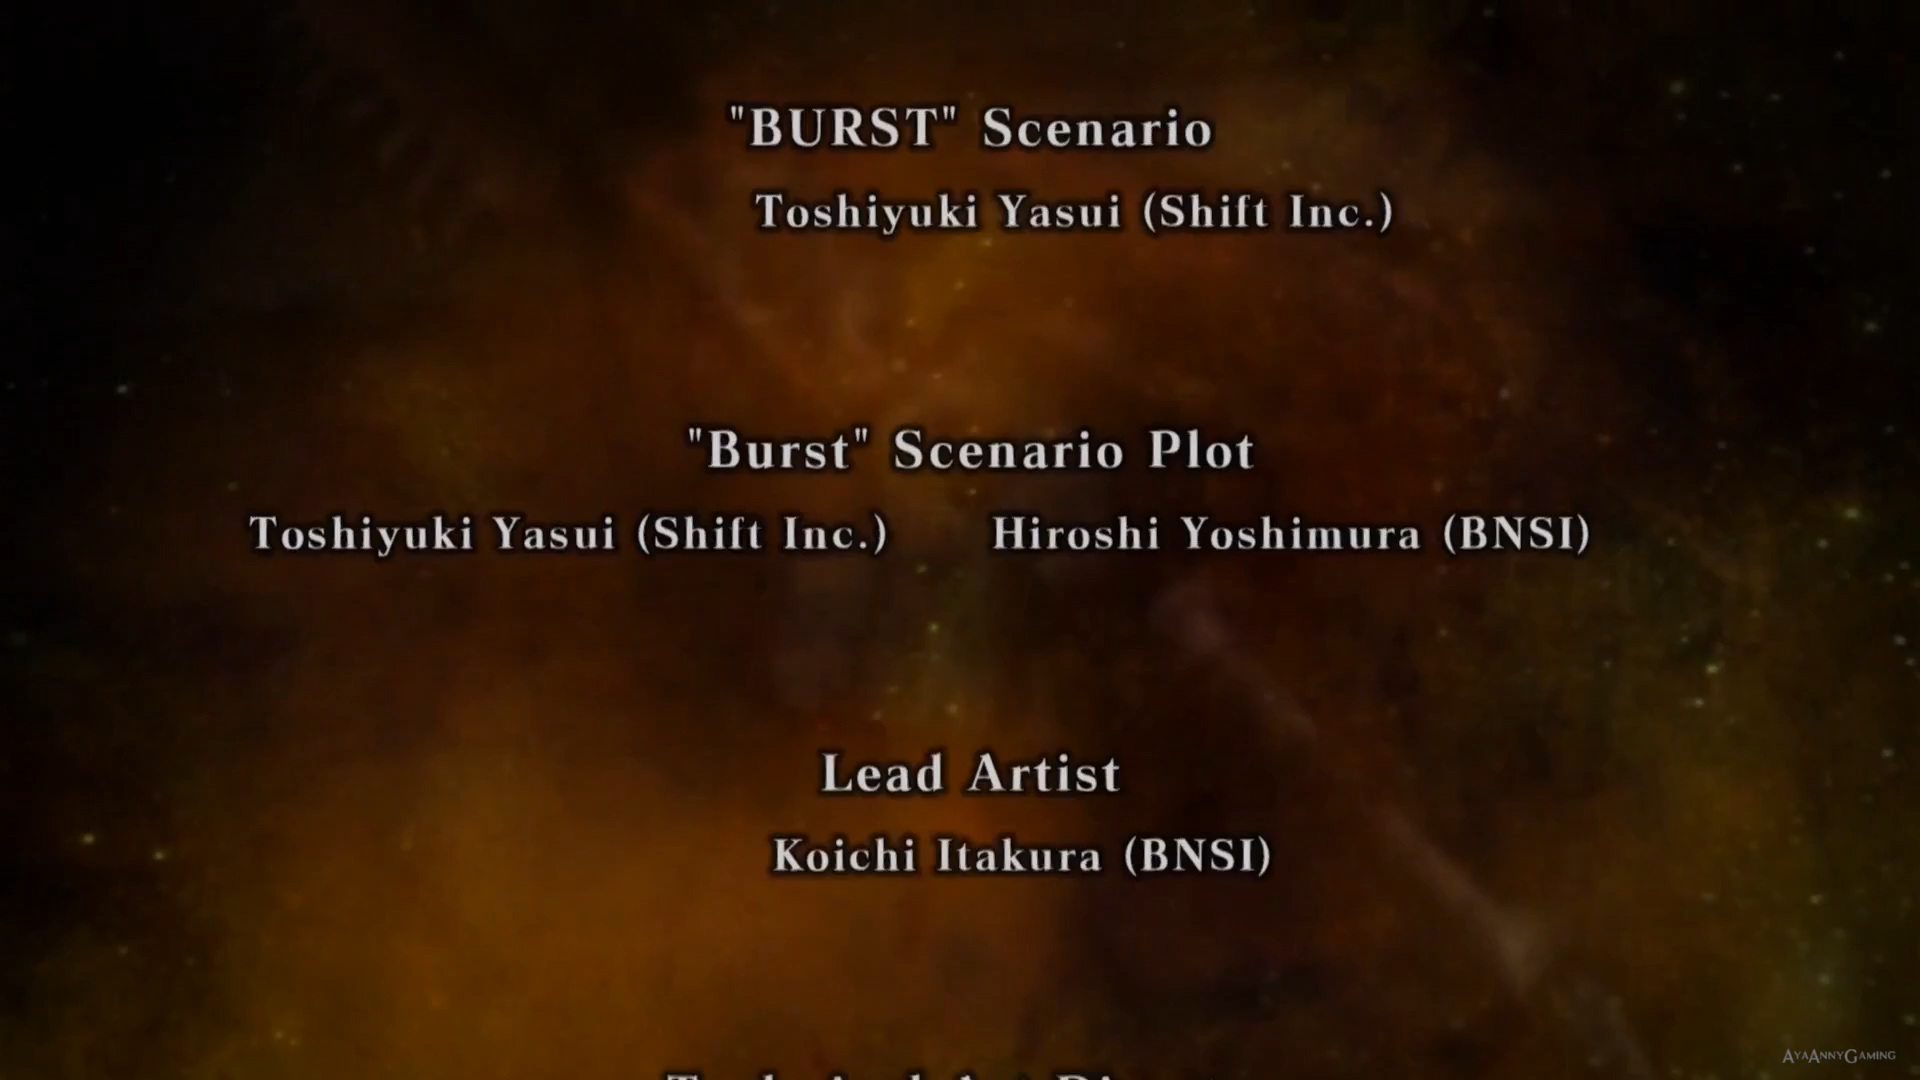 "BURST" Scenario
Toshiyuki Yasui (Shift Inc.)
"Burst" Scenario Plot
Toshiyuki Yasui (Shift Inc.) Hiroshi Yoshimura (BNSI)
Lead Artist
Koichi Itakura (BNSI)
AyaAnnyGaming